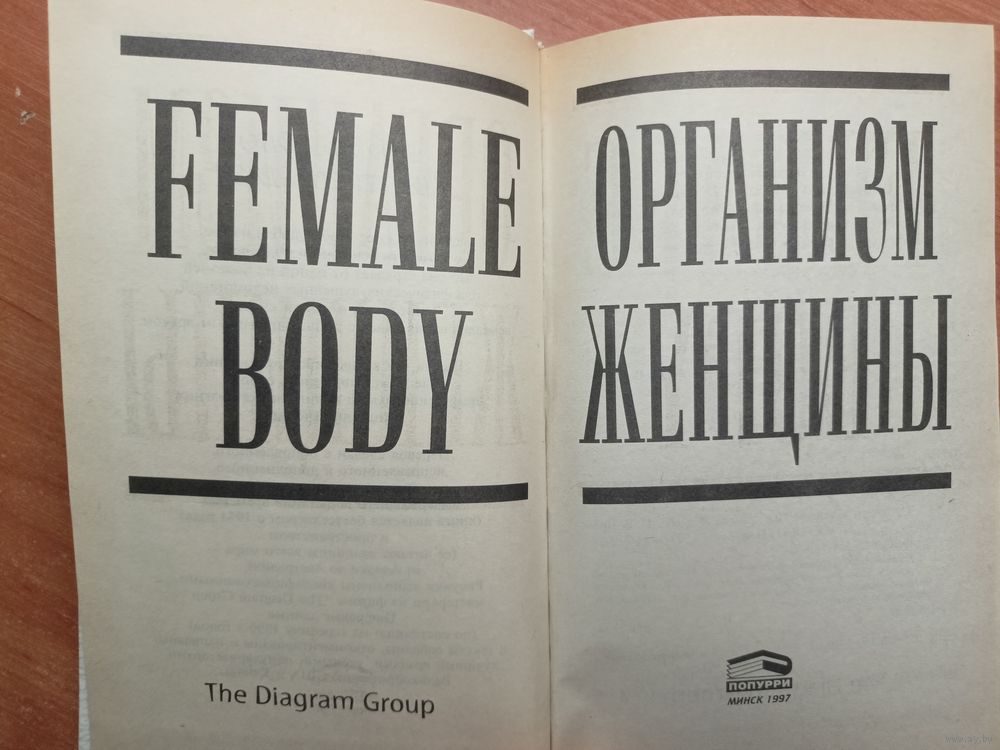 FEMALE
BODY
The Diagram Group
ОРГАНИЗМ
ЖЕНЩИНЫ
ПОПУРРИ
МИНСК 1997